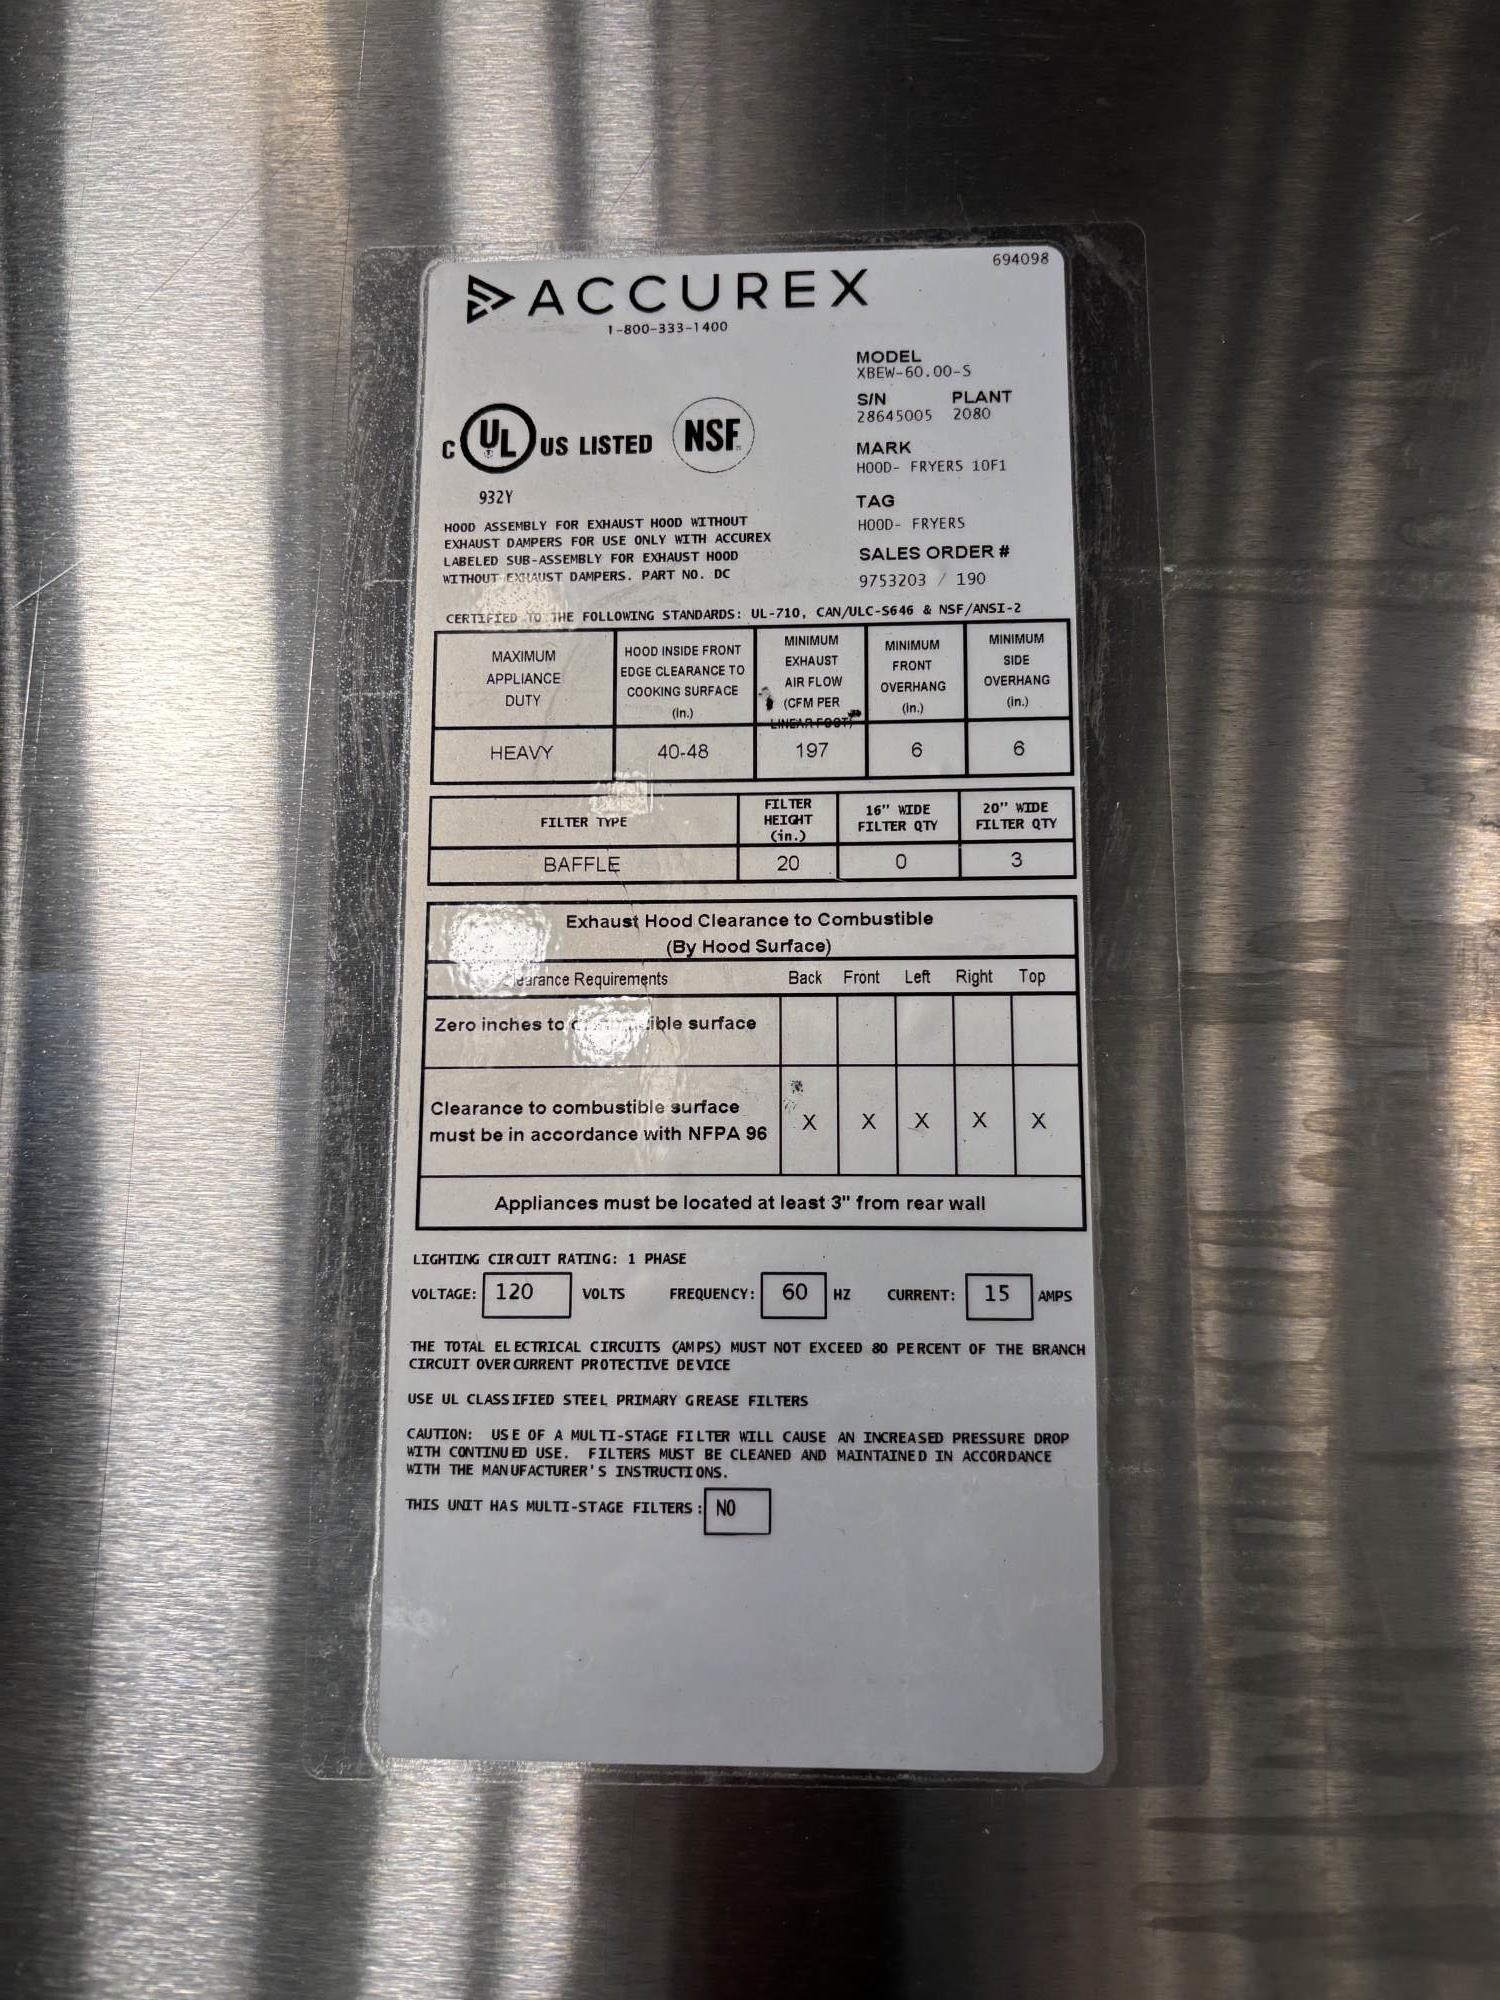 694098
ACCUREX
1-800-333-1400
MODEL
XBEW-60.00-S
S/N PLANT
28645005 2080
MARK
HOOD- FRYERS 10F1
TAG
HOOD- FRYERS
SALES ORDER #
9753203 / 190
C UL US LISTED NSF
932Y
HOOD ASSEMBLY FOR EXHAUST HOOD WITHOUT
EXHAUST DAMPERS FOR USE ONLY WITH ACCUREX
LABELED SUB-ASSEMBLY FOR EXHAUST HOOD
WITHOUT EXHAUST DAMPERS. PART NO. DC
CERTIFIED TO THE FOLLOWING STANDARDS: UL-710, CAN/ULC-S646 & NSF/ANSI-2
MAXIMUM
APPLIANCE
DUTY
HOOD INSIDE FRONT
EDGE CLEARANCE TO
COOKING SURFACE
(in.)
MINIMUM
EXHAUST
AIR FLOW
(CFM PER
LINEAR FOOT)
MINIMUM
FRONT
OVERHANG
(in.)
MINIMUM
SIDE
OVERHANG
(in.)
HEAVY 40-48 197 6 6
FILTER TYPE
FILTER
HEIGHT
(in.)
16" WIDE
FILTER QTY
20" WIDE
FILTER QTY
BAFFLE 20 0 3
Exhaust Hood Clearance to Combustible
(By Hood Surface)
Clearance Requirements Back Front Left Right Top
Zero inches to combustible surface
Clearance to combustible surface
must be in accordance with NFPA 96 X X X X X
Appliances must be located at least 3" from rear wall
LIGHTING CIRCUIT RATING: 1 PHASE
VOLTAGE: 120 VOLTS FREQUENCY: 60 HZ CURRENT: 15 AMPS
THE TOTAL ELECTRICAL CIRCUITS (AMPS) MUST NOT EXCEED 80 PERCENT OF THE BRANCH
CIRCUIT OVERCURRENT PROTECTIVE DEVICE
USE UL CLASSIFIED STEEL PRIMARY GREASE FILTERS
CAUTION: USE OF A MULTI-STAGE FILTER WILL CAUSE AN INCREASED PRESSURE DROP
WITH CONTINUED USE. FILTERS MUST BE CLEANED AND MAINTAINED IN ACCORDANCE
WITH THE MANUFACTURER'S INSTRUCTIONS.
THIS UNIT HAS MULTI-STAGE FILTERS: NO